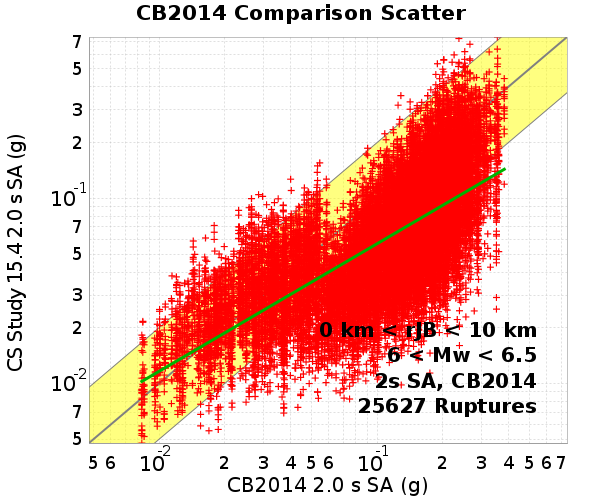 CB2014 Comparison Scatter
7
5
3
2
10⁻¹
7
5
3
2
10⁻²
7
5
CS Study 15.4 2.0 s SA (g)
0 km < rJB < 10 km
6 < Mw < 6.5
2s SA, CB2014
25627 Ruptures
5 6 10⁻² 2 3 4 5 6 10⁻¹ 2 3 4 5 6 7
CB2014 2.0 s SA (g)